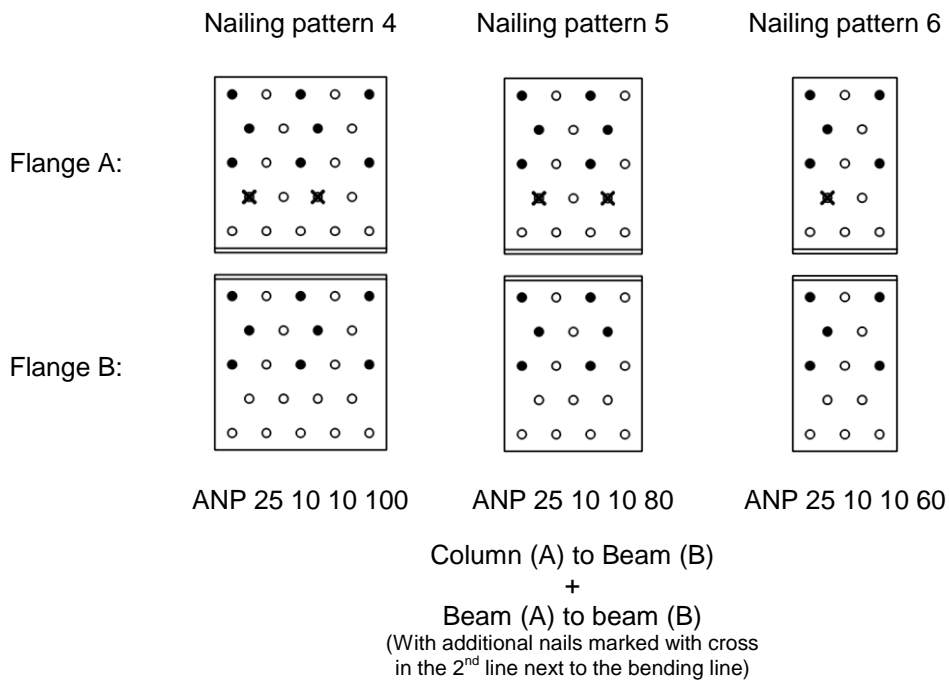 Nailing pattern 4 Nailing pattern 5 Nailing pattern 6
Flange A:
Flange B:
ANP 25 10 10 100 ANP 25 10 10 80 ANP 25 10 10 60
Column (A) to Beam (B)
+
Beam (A) to beam (B)
(With additional nails marked with cross
in the 2nd line next to the bending line)